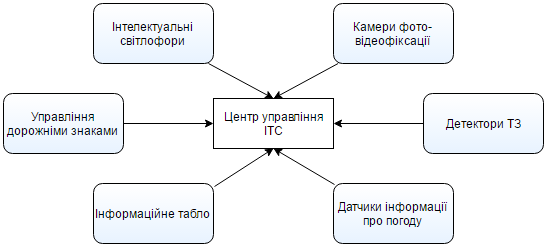 Інтелектуальні
світлофори
Камери фото-
відеофіксації
Управління
дорожніми знаками
Центр управління
ІТС
Детектори ТЗ
Інформаційне табло
Датчики інформації
про погоду